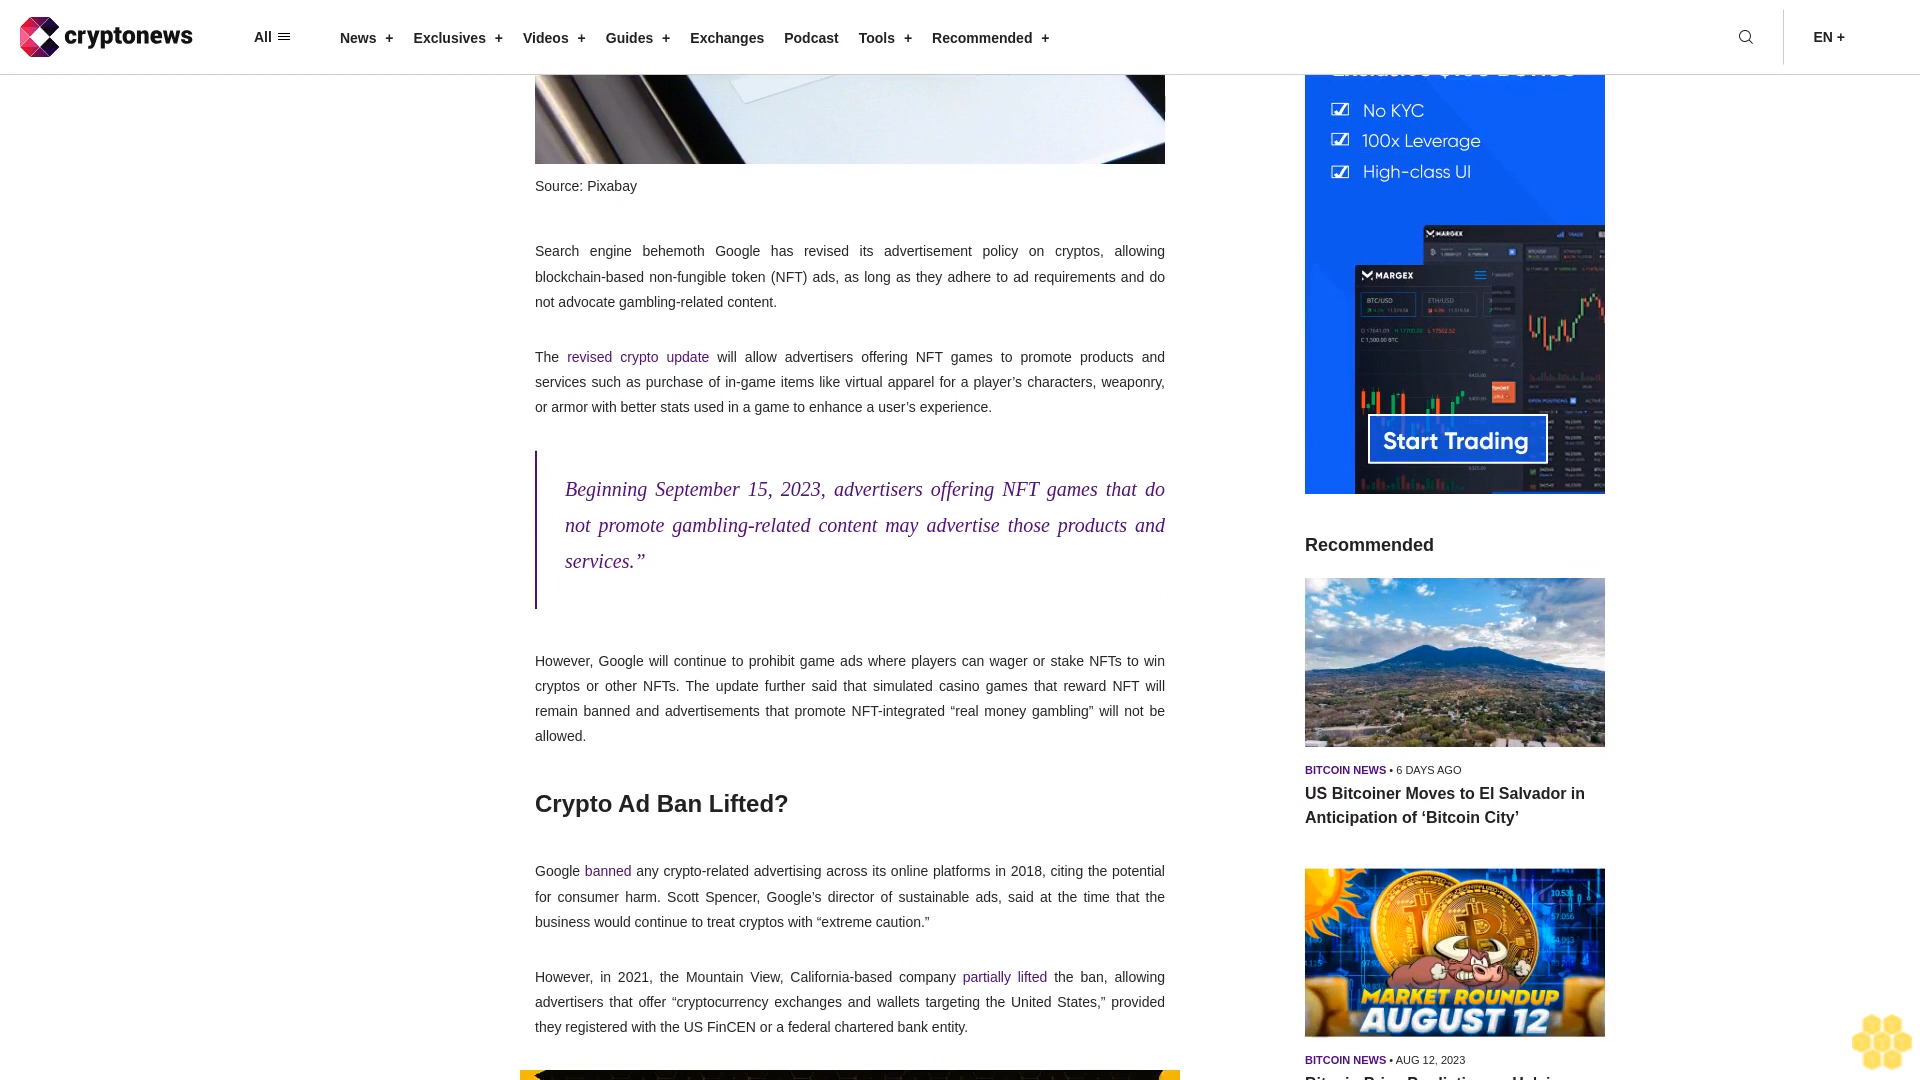 cryptonews
All
News +
Exclusives +
Videos +
Guides +
Exchanges
Podcast
Tools +
Recommended +
EN +
Source: Pixabay
Search engine behemoth Google has revised its advertisement policy on cryptos, allowing
blockchain-based non-fungible token (NFT) ads, as long as they adhere to ad requirements and do
not advocate gambling-related content.
The revised crypto update will allow advertisers offering NFT games to promote products and
services such as purchase of in-game items like virtual apparel for a player’s characters, weaponry,
or armor with better stats used in a game to enhance a user’s experience.
Beginning September 15, 2023, advertisers offering NFT games that do
not promote gambling-related content may advertise those products and
services.”
However, Google will continue to prohibit game ads where players can wager or stake NFTs to win
cryptos or other NFTs. The update further said that simulated casino games that reward NFT will
remain banned and advertisements that promote NFT-integrated “real money gambling” will not be
allowed.
Crypto Ad Ban Lifted?
Google banned any crypto-related advertising across its online platforms in 2018, citing the potential
for consumer harm. Scott Spencer, Google’s director of sustainable ads, said at the time that the
business would continue to treat cryptos with “extreme caution.”
However, in 2021, the Mountain View, California-based company partially lifted the ban, allowing
advertisers that offer “cryptocurrency exchanges and wallets targeting the United States,” provided
they registered with the US FinCEN or a federal chartered bank entity.
No KYC
100x Leverage
High-class UI
MARGEX
TRADE
MARGEX
BTC/USD
ETH/USD
Start Trading
Recommended
BITCOIN NEWS • 6 DAYS AGO
US Bitcoiner Moves to El Salvador in
Anticipation of ‘Bitcoin City’
MARKET ROUNDUP
AUGUST 12
BITCOIN NEWS • AUG 12, 2023